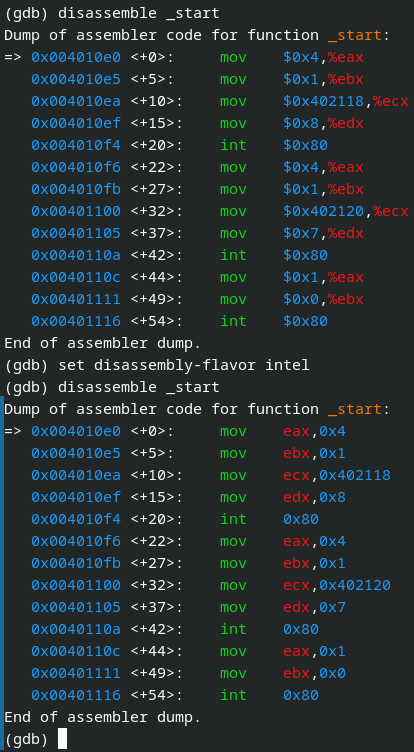 (gdb) disassemble _start
Dump of assembler code for function _start:
=> 0x004010e0 <+0>:     mov    $0x4,%eax
   0x004010e5 <+5>:     mov    $0x1,%ebx
   0x004010ea <+10>:    mov    $0x402118,%ecx
   0x004010ef <+15>:    mov    $0x8,%edx
   0x004010f4 <+20>:    int    $0x80
   0x004010f6 <+22>:    mov    $0x4,%eax
   0x004010fb <+27>:    mov    $0x1,%ebx
   0x00401100 <+32>:    mov    $0x402120,%ecx
   0x00401105 <+37>:    mov    $0x7,%edx
   0x0040110a <+42>:    int    $0x80
   0x0040110c <+44>:    mov    $0x1,%eax
   0x00401111 <+49>:    mov    $0x0,%ebx
   0x00401116 <+54>:    int    $0x80
End of assembler dump.
(gdb) set disassembly-flavor intel
(gdb) disassemble _start
Dump of assembler code for function _start:
=> 0x004010e0 <+0>:     mov    eax,0x4
   0x004010e5 <+5>:     mov    ebx,0x1
   0x004010ea <+10>:    mov    ecx,0x402118
   0x004010ef <+15>:    mov    edx,0x8
   0x004010f4 <+20>:    int    0x80
   0x004010f6 <+22>:    mov    eax,0x4
   0x004010fb <+27>:    mov    ebx,0x1
   0x00401100 <+32>:    mov    ecx,0x402120
   0x00401105 <+37>:    mov    edx,0x7
   0x0040110a <+42>:    int    0x80
   0x0040110c <+44>:    mov    eax,0x1
   0x00401111 <+49>:    mov    ebx,0x0
   0x00401116 <+54>:    int    0x80
End of assembler dump.
(gdb)